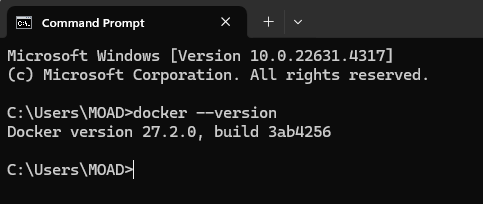 Command Prompt
Microsoft Windows [Version 10.0.22631.4317]
(c) Microsoft Corporation. All rights reserved.
C:\Users\MOAD>docker --version
Docker version 27.2.0, build 3ab4256
C:\Users\MOAD>